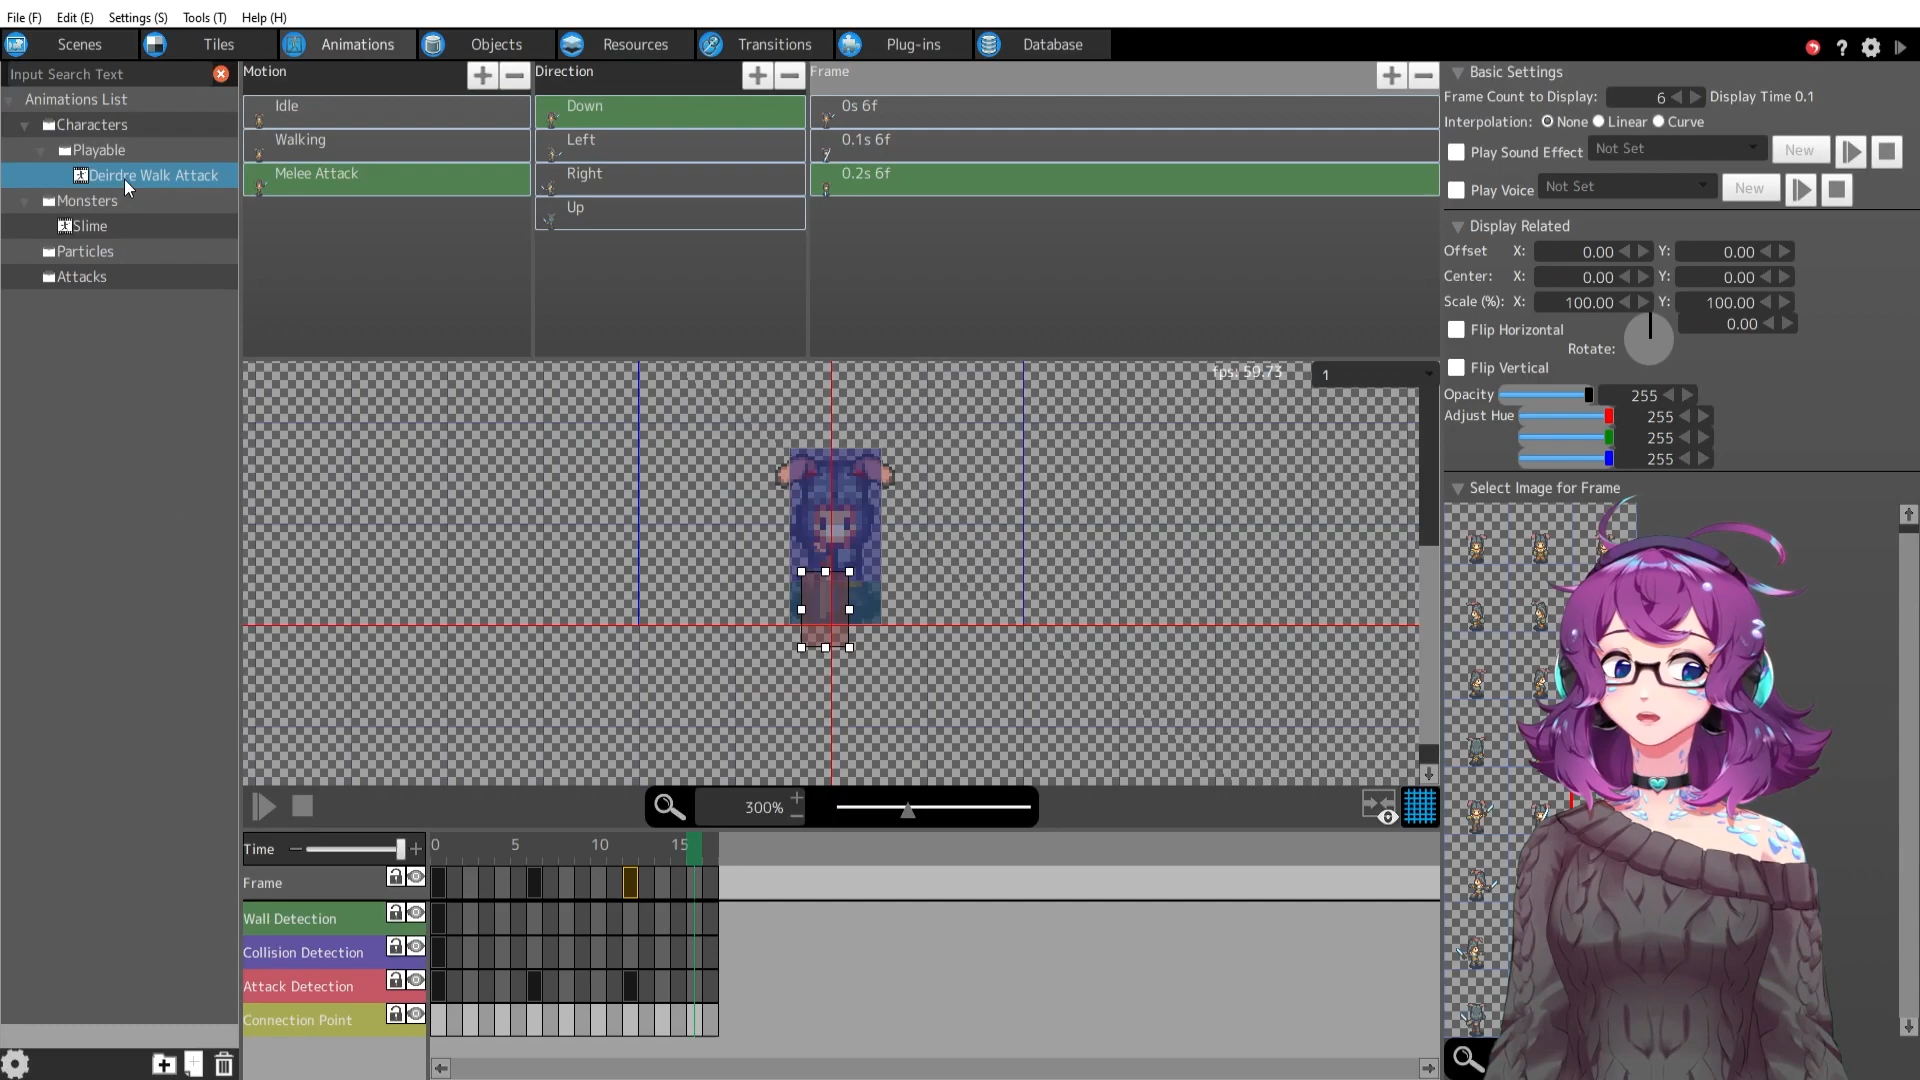 File (F) Edit (E) Settings (S) Tools (T) Help (H)
Scenes Tiles Animations Objects Resources Transitions Plug-ins Database
Input Search Text
Animations List
Characters
Playable
Deirdre Walk Attack
Monsters
Slime
Particles
Attacks
Motion
Idle
Walking
Melee Attack
Direction
Down
Left
Right
Up
Frame
0s 6f
0.1s 6f
0.2s 6f
fps: 59.73
1
300%
Time
0 5 10 15
Frame
Wall Detection
Collision Detection
Attack Detection
Connection Point
Basic Settings
Frame Count to Display: 6 Display Time 0.1
Interpolation: None Linear Curve
Play Sound Effect Not Set New
Play Voice Not Set New
Display Related
Offset X: 0.00 Y: 0.00
Center: X: 0.00 Y: 0.00
Scale (%): X: 100.00 Y: 100.00
Flip Horizontal 0.00
Rotate:
Flip Vertical
Opacity 255
Adjust Hue 255
255
255
Select Image for Frame